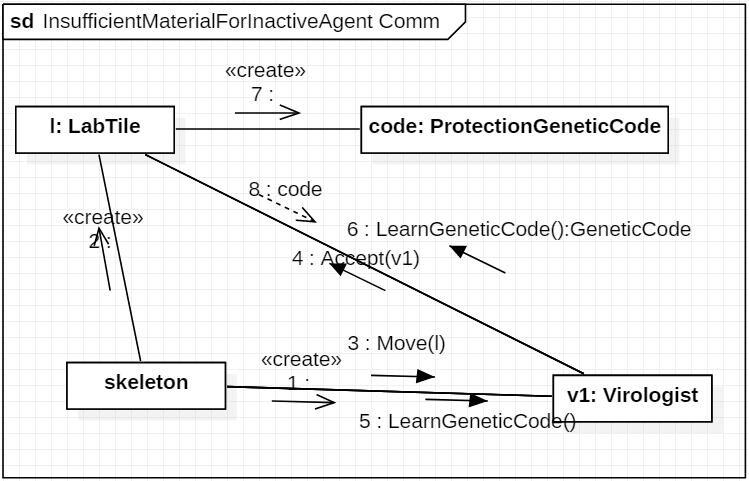 sd InsufficientMaterialForInactiveAgent Comm
«create»
7 :
l: LabTile
code: ProtectionGeneticCode
8 : code
«create»
2 :
6 : LearnGeneticCode():GeneticCode
4 : Accept(v1)
3 : Move(l)
«create»
1 :
skeleton
v1: Virologist
5 : LearnGeneticCode()